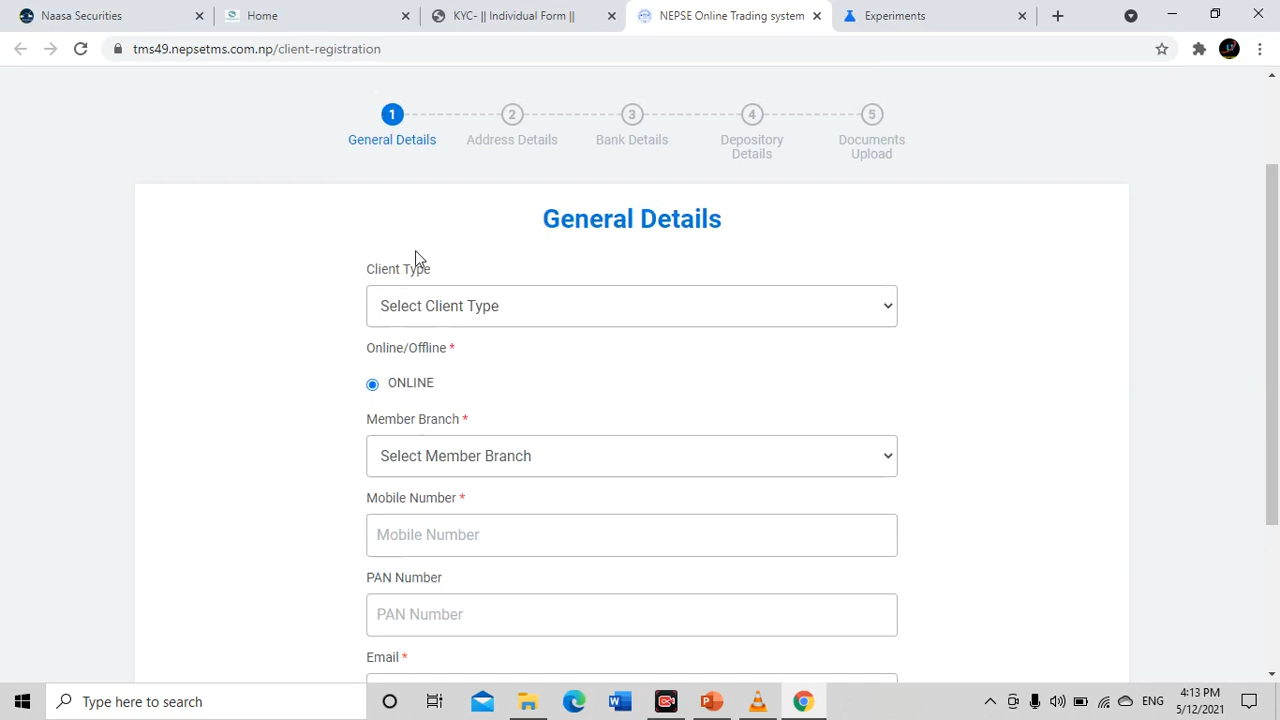 Naasa Securities
Home
KYC- || Individual Form ||
NEPSE Online Trading system
Experiments
tms49.nepsetms.com.np/client-registration
1
2
3
4
5
General Details
Address Details
Bank Details
Depository Details
Documents Upload
General Details
Client Type
Select Client Type
Online/Offline *
ONLINE
Member Branch *
Select Member Branch
Mobile Number *
Mobile Number
PAN Number
PAN Number
Email *
Type here to search
ENG
4:13 PM
5/12/2021